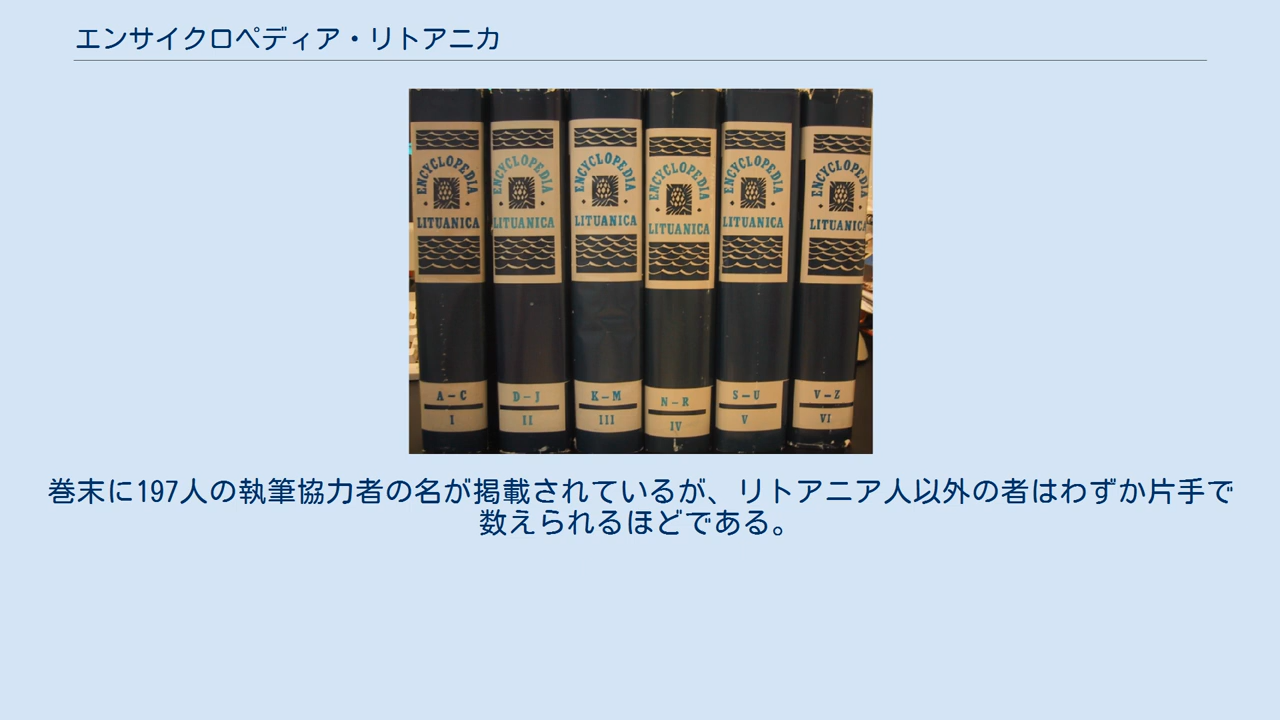 エンサイクロペディア・リトアニカ
ENCYCLOPEDIA
LITUANICA
A–C
I
ENCYCLOPEDIA
LITUANICA
D–J
II
ENCYCLOPEDIA
LITUANICA
K–M
III
ENCYCLOPEDIA
LITUANICA
N–R
IV
ENCYCLOPEDIA
LITUANICA
S–U
V
ENCYCLOPEDIA
LITUANICA
V–Z
VI
巻末に197人の執筆協力者の名が掲載されているが、リトアニア人以外の者はわずか片手で
数えられるほどである。